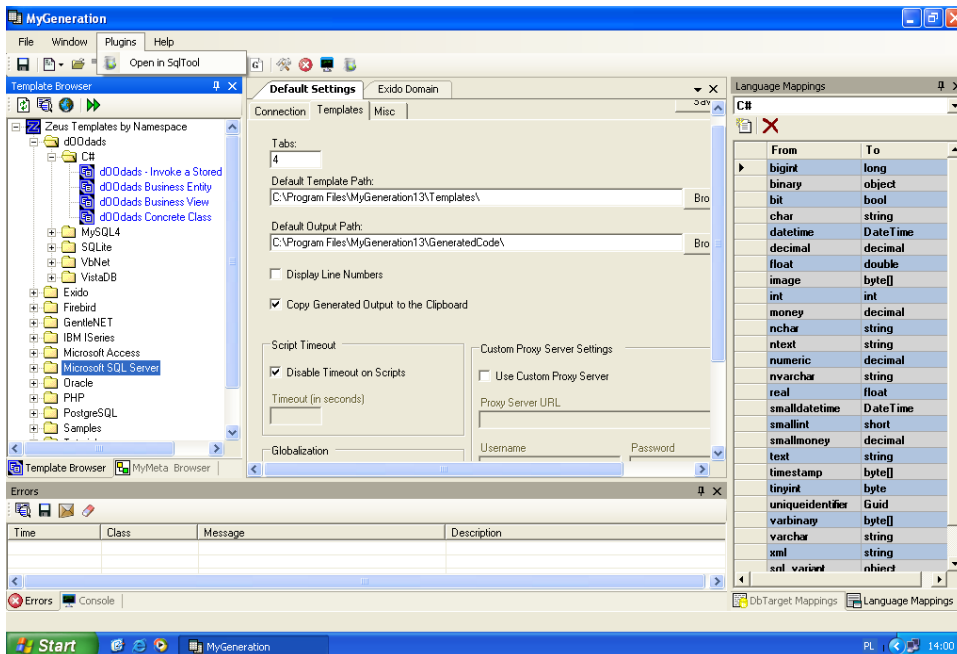 MyGeneration
File Window Plugins Help
Open in SqlTool
Template Browser
Zeus Templates by Namespace
dOOdads
C#
dOOdads - Invoke a Stored
dOOdads Business Entity
dOOdads Business View
dOOdads Concrete Class
MySQL4
SQLite
VbNet
VistaDB
Exido
Firebird
GentleNET
IBM ISeries
Microsoft Access
Microsoft SQL Server
Oracle
PHP
PostgreSQL
Samples
Template Browser MyMeta Browser
Default Settings Exido Domain
Connection Templates Misc
Sav
Tabs:
4
Default Template Path:
C:\Program Files\MyGeneration13\Templates\ Bro
Default Output Path:
C:\Program Files\MyGeneration13\GeneratedCode\ Bro
Display Line Numbers
Copy Generated Output to the Clipboard
Script Timeout
Disable Timeout on Scripts
Timeout (in seconds)
Globalization
Custom Proxy Server Settings
Use Custom Proxy Server
Proxy Server URL
Username Password
Language Mappings
C#
From To
bigint long
binary object
bit bool
char string
datetime DateTime
decimal decimal
float double
image byte[]
int int
money decimal
nchar string
ntext string
numeric decimal
nvarchar string
real float
smalldatetime DateTime
smallint short
smallmoney decimal
text string
timestamp byte[]
tinyint byte
uniqueidentifier Guid
varbinary byte[]
varchar string
xml string
sql_variant object
DbTarget Mappings Language Mappings
Errors
Time Class Message Description
Errors Console
Start MyGeneration PL 14:00